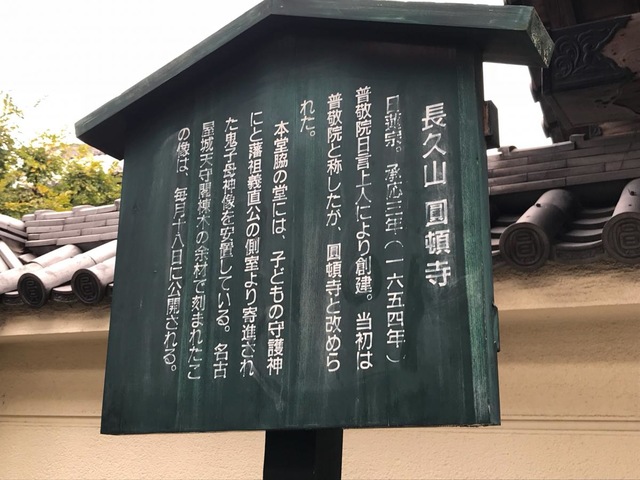 長久山 圓頓寺
日蓮宗。承応三年(一六五四年)
普敬院日言上人により創建。当初は
普敬院と称したが、圓頓寺と改めら
れた。
本堂脇の堂には、子どもの守護神
にと藩祖義直公の側室より寄進され
た鬼子母神像を安置している。名古
屋城天守閣棟木の余材で刻まれたこ
の像は、毎月十八日に公開される。